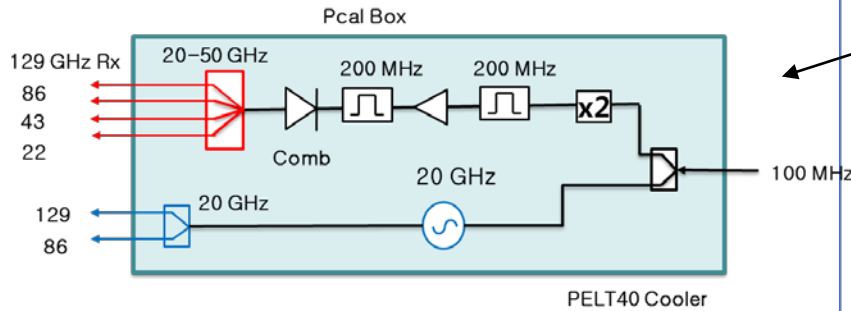 Pcal Box
129 GHz Rx
20-50 GHz
200 MHz
200 MHz
86
43
22
x2
Comb
100 MHz
20 GHz
129
20 GHz
86
PELT40 Cooler